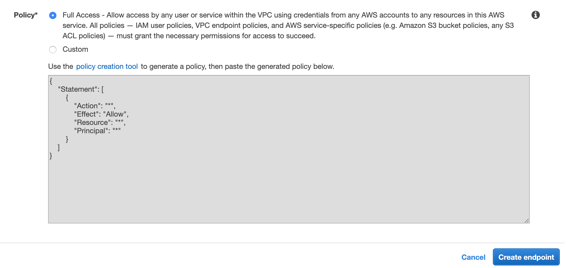 Policy* Full Access - Allow access by any user or service within the VPC using credentials from any AWS accounts to any resources in this AWS
service. All policies — IAM user policies, VPC endpoint policies, and AWS service-specific policies (e.g. Amazon S3 bucket policies, any S3
ACL policies) — must grant the necessary permissions for access to succeed.
Custom
Use the policy creation tool to generate a policy, then paste the generated policy below.
{
"Statement": [
{
"Action": "*",
"Effect": "Allow",
"Resource": "*",
"Principal": "*"
}
]
}
Cancel Create endpoint